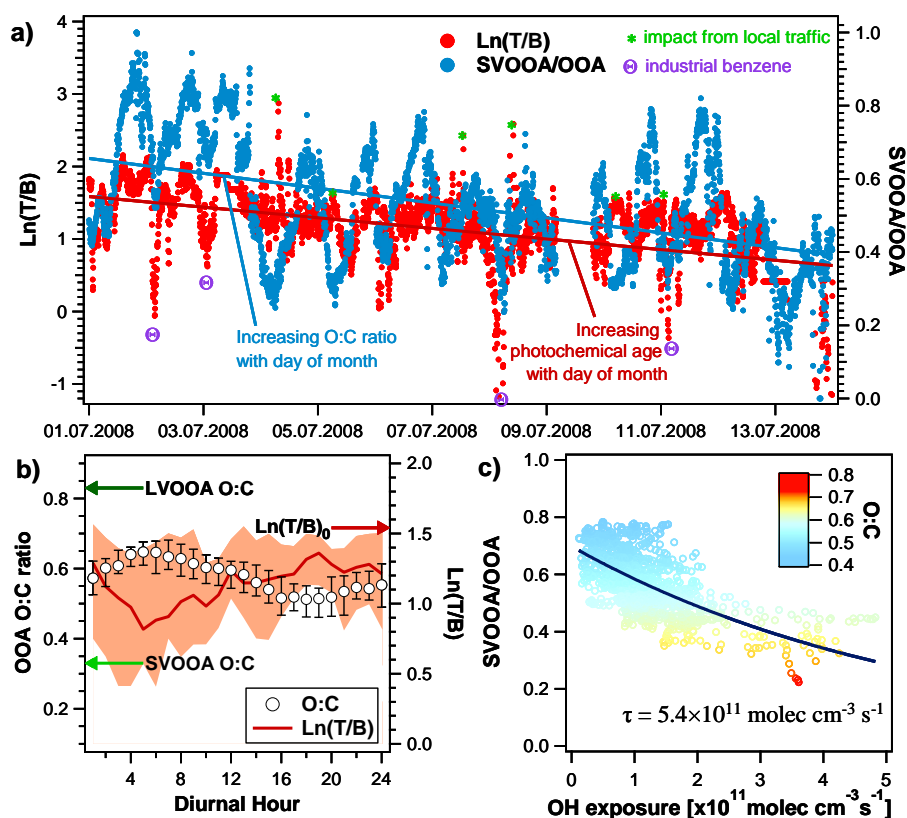 a)
Ln(T/B)
SVOOA/OOA
impact from local traffic
industrial benzene
4
3
2
1
0
-1
Ln(T/B)
1.0
0.8
0.6
0.4
0.2
0.0
SVOOA/OOA
Increasing O:C ratio
with day of month
Increasing
photochemical age
with day of month
01.07.2008
03.07.2008
05.07.2008
07.07.2008
09.07.2008
11.07.2008
13.07.2008
b)
LVOOA O:C
Ln(T/B)0
SVOOA O:C
O:C
Ln(T/B)
0.8
0.6
0.4
0.2
OOA O:C ratio
2.0
1.5
1.0
0.5
0.0
Ln(T/B)
4
8
12
16
20
24
Diurnal Hour
c)
0.8
0.7
0.6
0.5
0.4
O:C
1.0
0.8
0.6
0.4
0.2
0.0
SVOOA/OOA
τ = 5.4×10^11 molec cm^-3 s^-1
0
1
2
3
4
5
OH exposure [x10^11 molec cm^-3 s^-1]